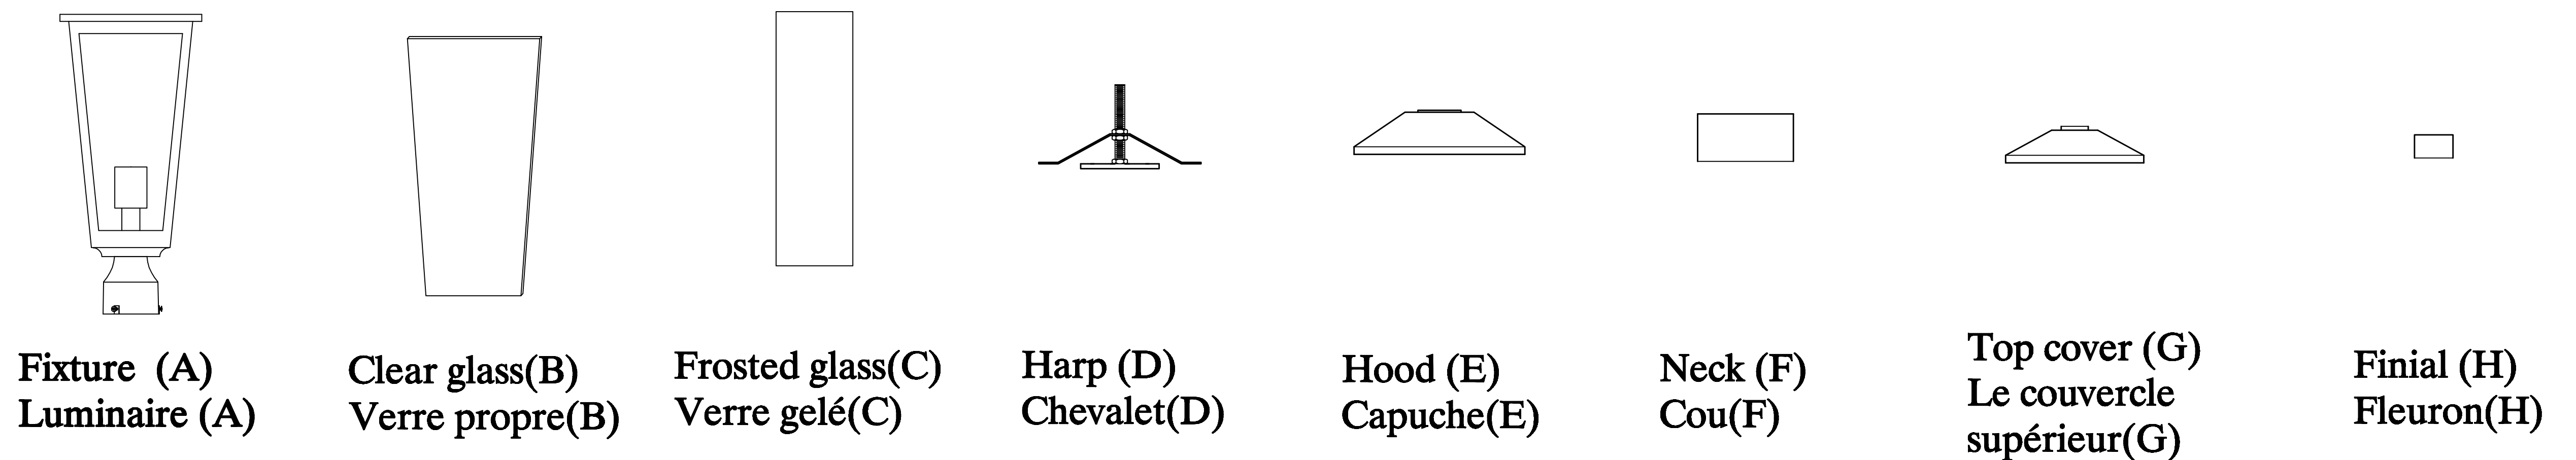 Fixture (A)
Luminaire (A)
Clear glass(B)
Verre propre(B)
Frosted glass(C)
Verre gelé(C)
Harp (D)
Chevalet(D)
Hood (E)
Capuche(E)
Neck (F)
Cou(F)
Top cover (G)
Le couvercle
supérieur(G)
Finial (H)
Fleuron(H)